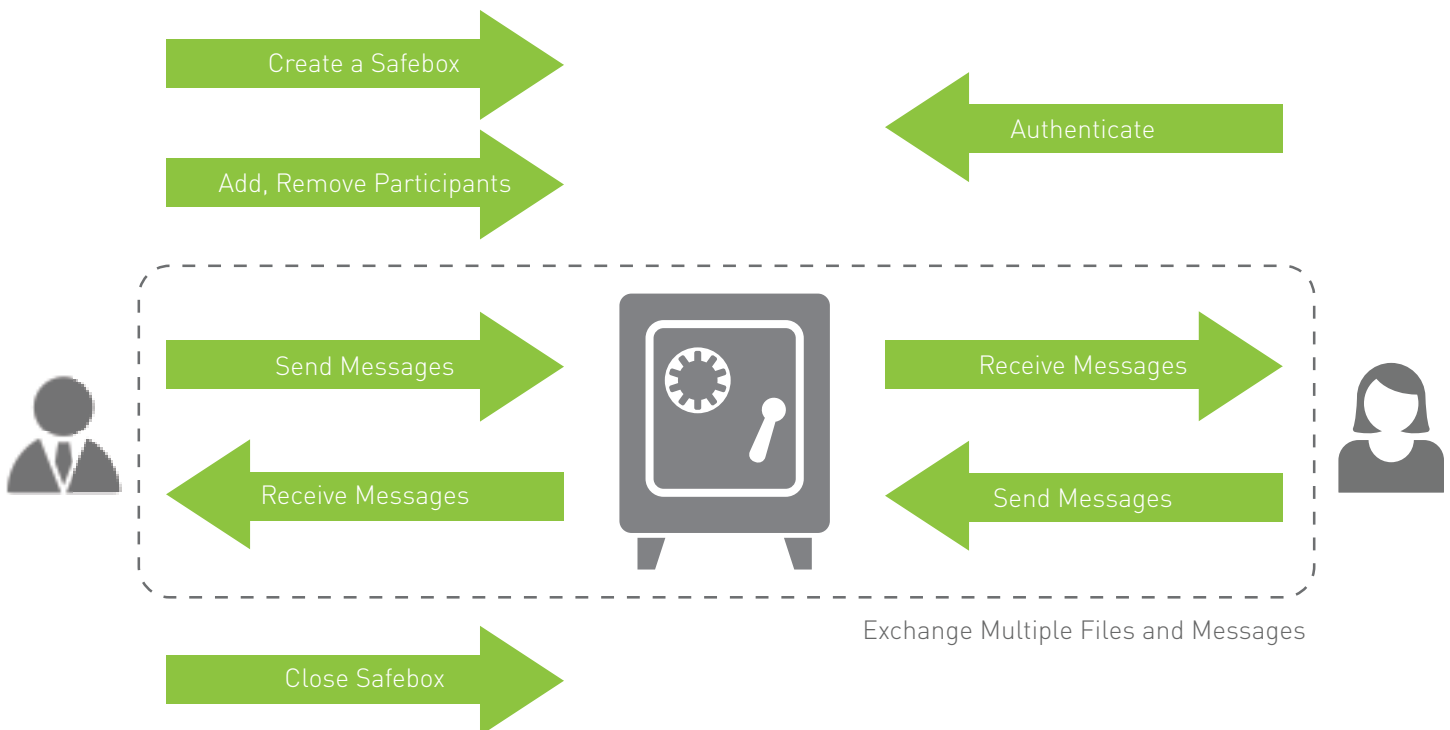 Create a Safebox
Authenticate
Add, Remove Participants
Send Messages
Receive Messages
Receive Messages
Send Messages
Exchange Multiple Files and Messages
Close Safebox